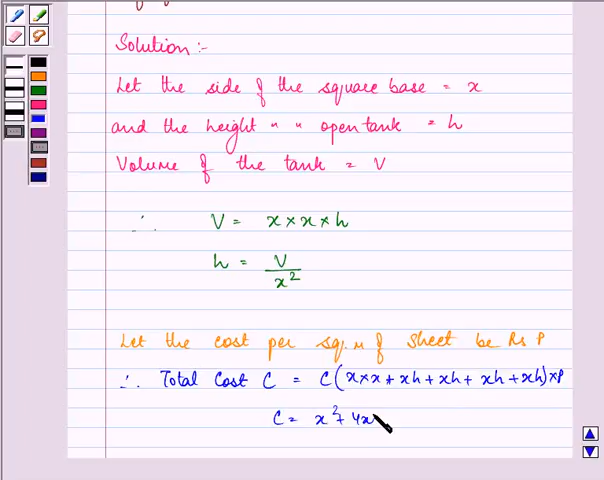 Solution:-
Let the side of the square base = x
and the height " " open tank = h
Volume of the tank = V
∴ V = x × x × h
h = V/x²
Let the cost per sq. m of sheet be Rs P
∴ Total Cost C = C(x×x + xh + xh + xh + xh)×P
C = x² + 4x